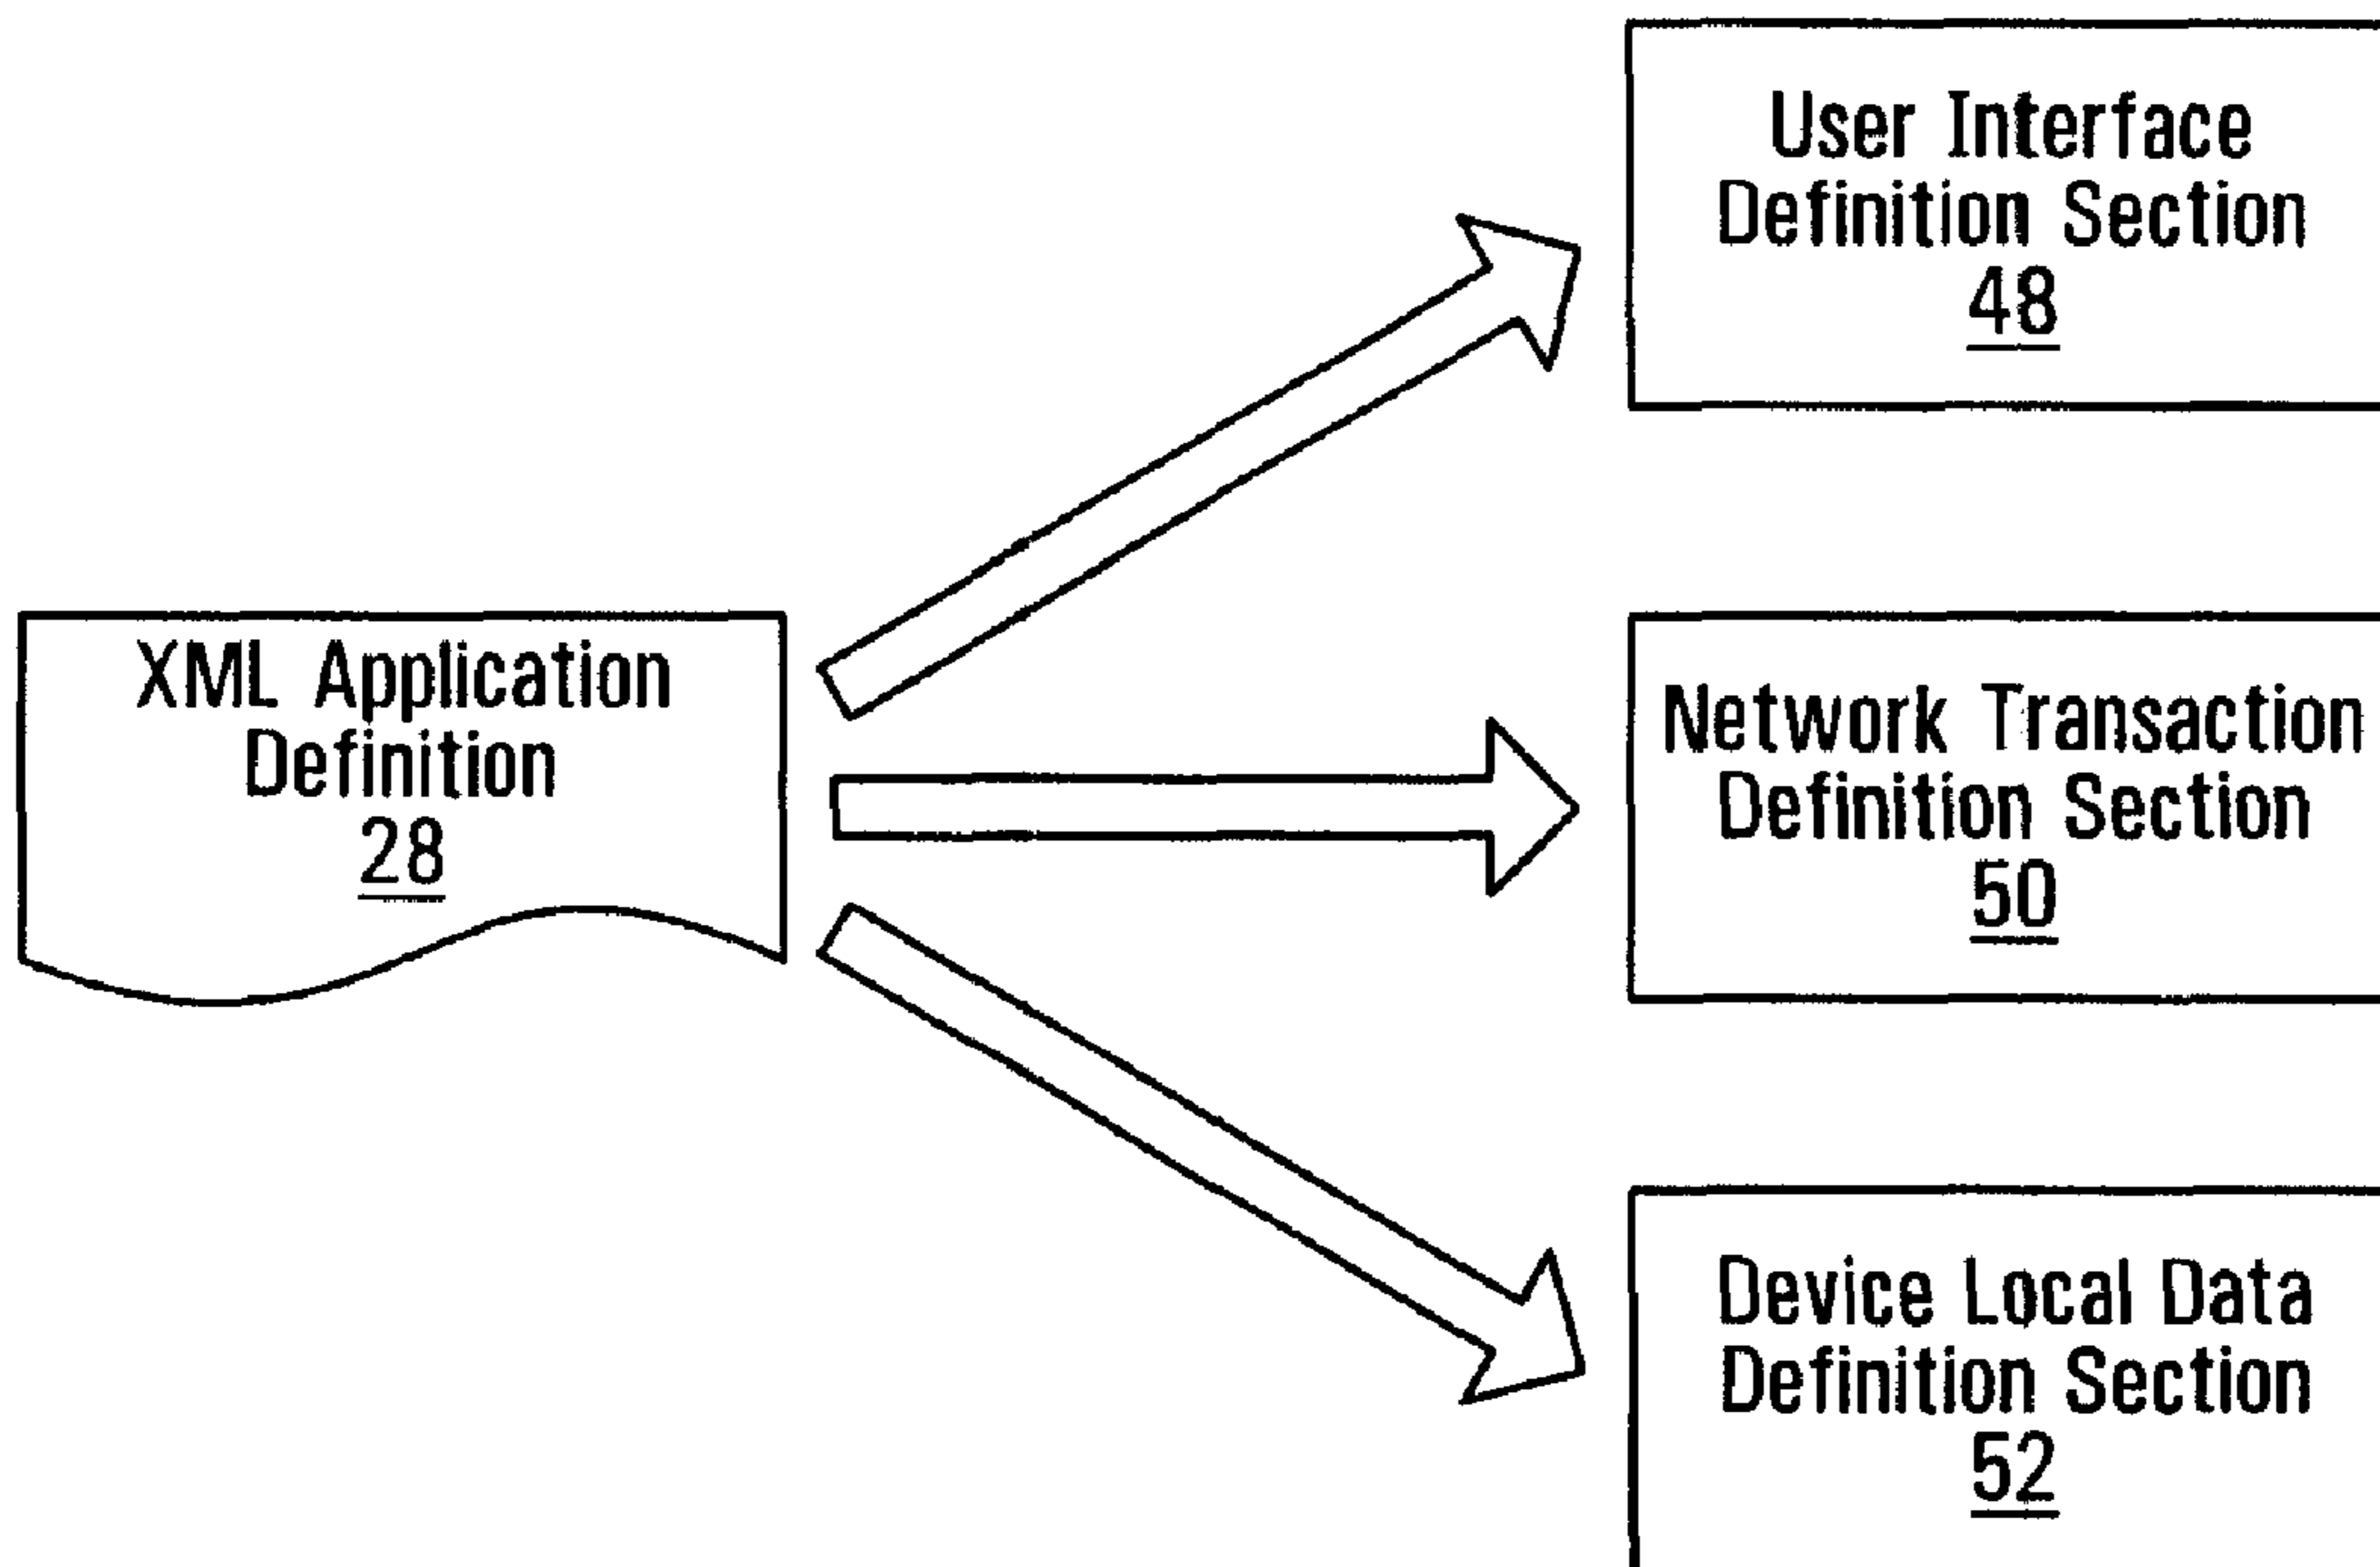 User Interface
Definition Section
48
XML Application
Definition
28
Network Transaction
Definition Section
50
Device Local Data
Definition Section
52